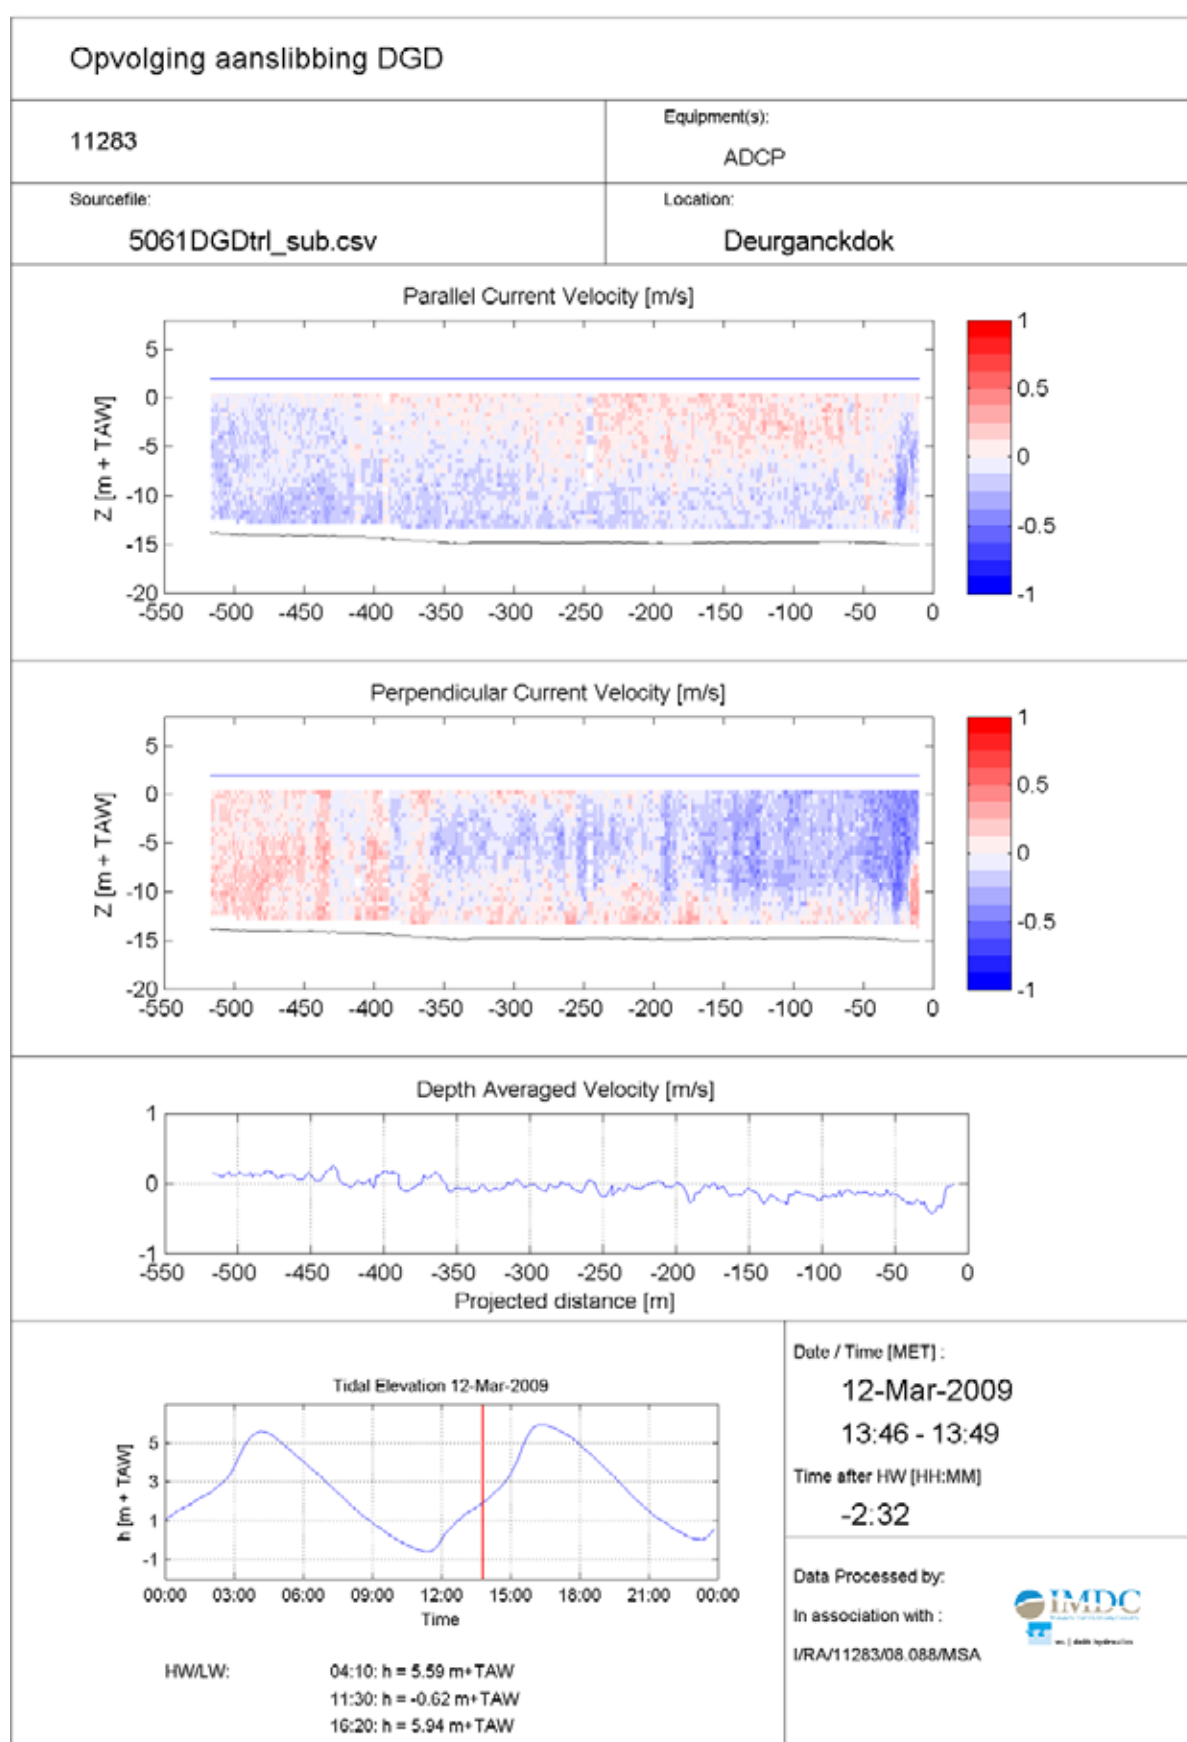 Opvolging aanslibbing DGD
11283
Equipment(s):
ADCP
Sourcefile:
5061DGDtrl_sub.csv
Location:
Deurganckdok
Parallel Current Velocity [m/s]
Z [m + TAW]
5
0
-5
-10
-15
-20
-550 -500 -450 -400 -350 -300 -250 -200 -150 -100 -50 0
1
0.5
0
-0.5
-1
Perpendicular Current Velocity [m/s]
Z [m + TAW]
5
0
-5
-10
-15
-20
-550 -500 -450 -400 -350 -300 -250 -200 -150 -100 -50 0
1
0.5
0
-0.5
-1
Depth Averaged Velocity [m/s]
1
0
-1
-550 -500 -450 -400 -350 -300 -250 -200 -150 -100 -50 0
Projected distance [m]
Tidal Elevation 12-Mar-2009
h [m + TAW]
5
3
1
-1
00:00 03:00 06:00 09:00 12:00 15:00 18:00 21:00 00:00
Time
HW/LW:
04:10: h = 5.59 m+TAW
11:30: h = -0.62 m+TAW
16:20: h = 5.94 m+TAW
Date / Time [MET] :
12-Mar-2009
13:46 - 13:49
Time after HW [HH:MM]
-2:32
Data Processed by:
In association with :
I/RA/11283/08.088/MSA
IMDC
wl | delft hydraulics